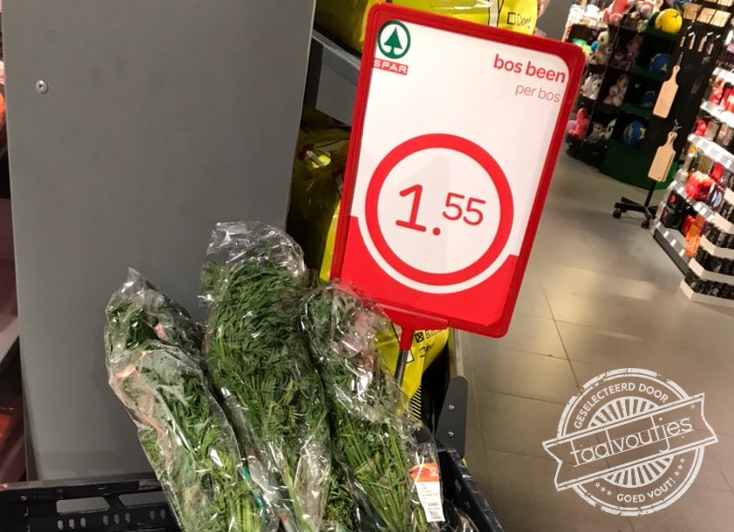 SPAR
bos been
per bos
1.55
GESELECTEERD DOOR
taalvoutjes
GOED VOUT!